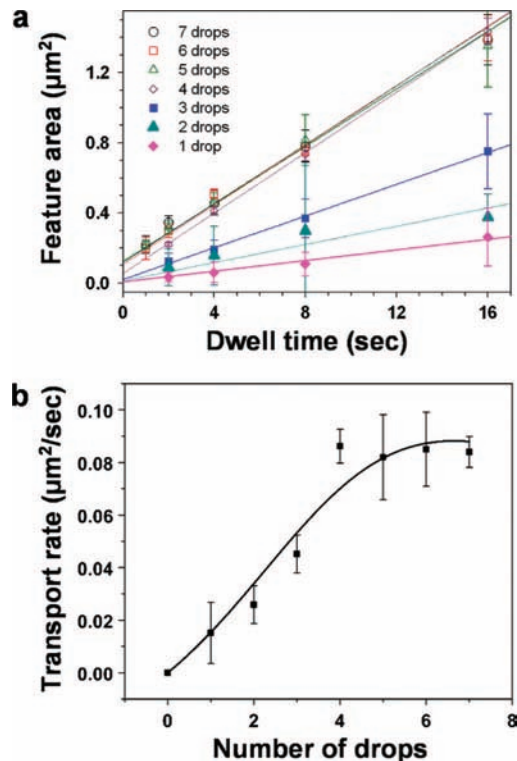 a
Feature area (µm²)
1.2
0.8
0.4
0.0
7 drops
6 drops
5 drops
4 drops
3 drops
2 drops
1 drop
0
4
8
12
16
Dwell time (sec)
b
Transport rate (µm²/sec)
0.10
0.08
0.06
0.04
0.02
0.00
0
2
4
6
8
Number of drops